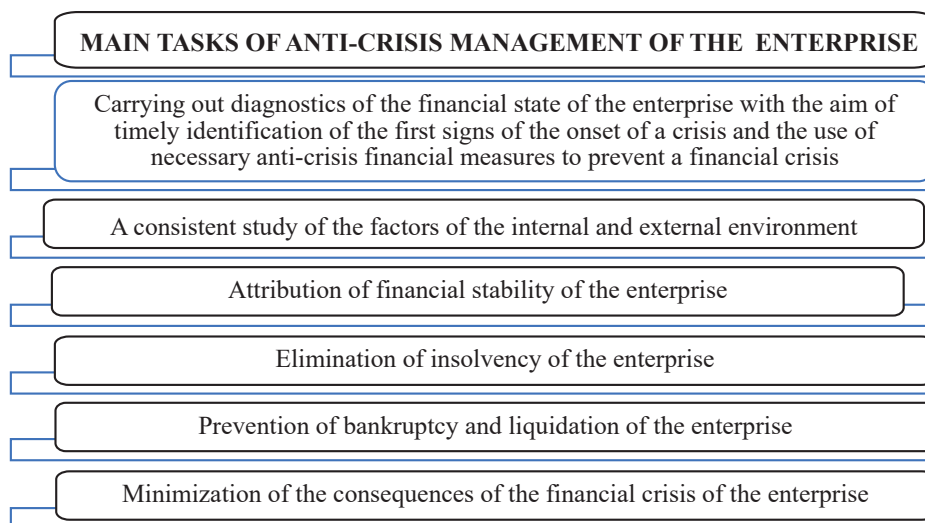 MAIN TASKS OF ANTI-CRISIS MANAGEMENT OF THE ENTERPRISE
Carrying out diagnostics of the financial state of the enterprise with the aim of
timely identification of the first signs of the onset of a crisis and the use of
necessary anti-crisis financial measures to prevent a financial crisis
A consistent study of the factors of the internal and external environment
Attribution of financial stability of the enterprise
Elimination of insolvency of the enterprise
Prevention of bankruptcy and liquidation of the enterprise
Minimization of the consequences of the financial crisis of the enterprise